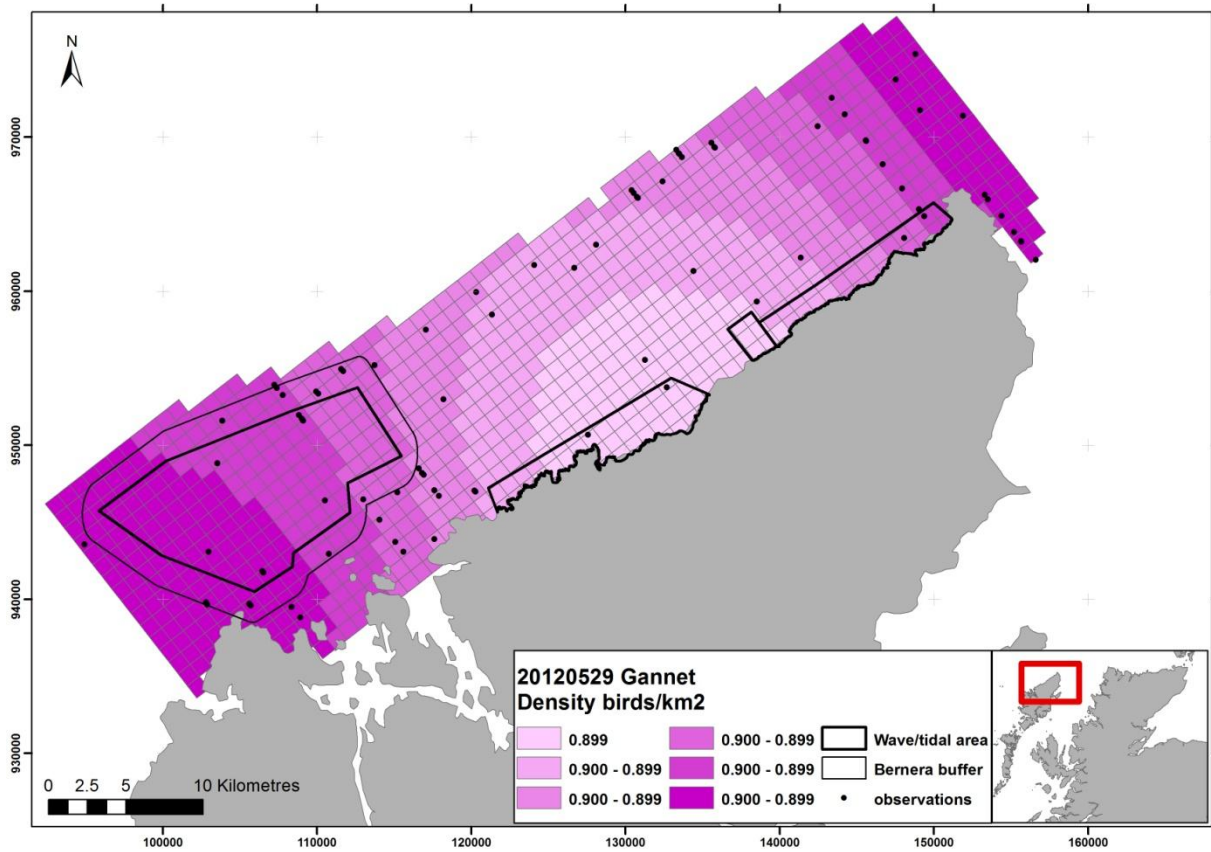 N
970000
960000
950000
940000
930000
20120529 Gannet
Density birds/km2
0.899
0.900 - 0.899
0.900 - 0.899
0.900 - 0.899
0.900 - 0.899
0.900 - 0.899
Wave/tidal area
Bernera buffer
observations
0 2.5 5 10 Kilometres
100000 110000 120000 130000 140000 150000 160000